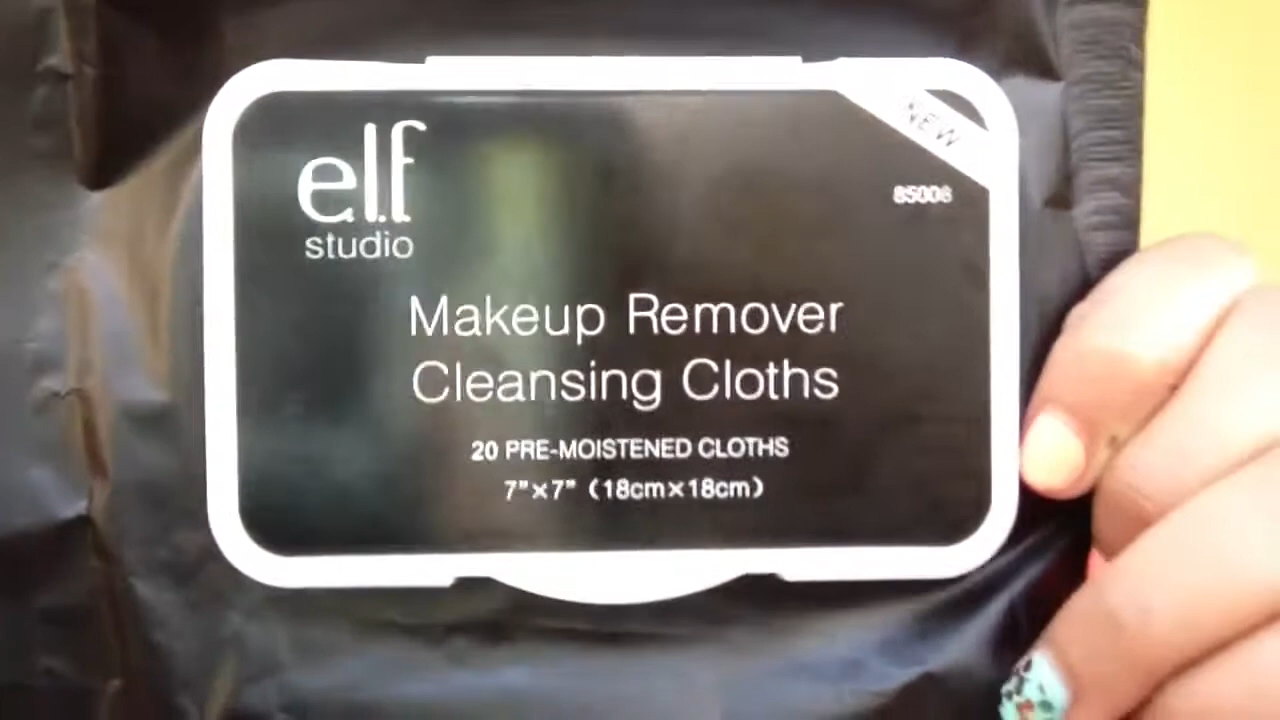 e.l.f
studio
NEW
85008
Makeup Remover
Cleansing Cloths
20 PRE-MOISTENED CLOTHS
7"×7" (18cm×18cm)